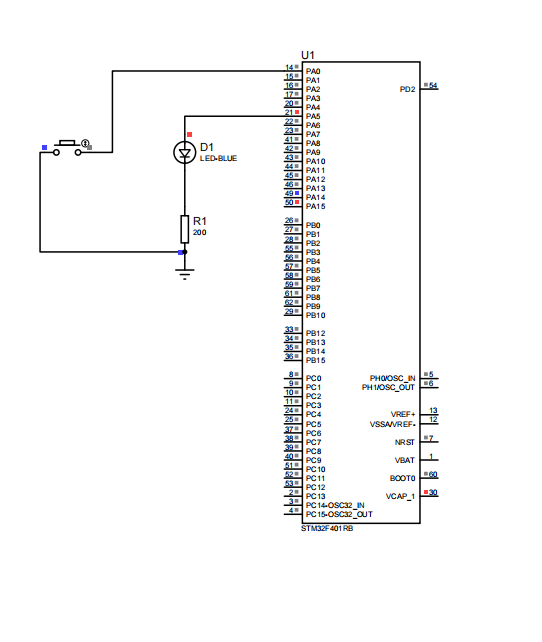 U1
14 PA0
15 PA1
16 PA2
17 PA3
20 PA4
21 PA5
22 PA6
23 PA7
41 PA8
42 PA9
43 PA10
44 PA11
45 PA12
46 PA13
49 PA14
50 PA15
26 PB0
27 PB1
28 PB2
55 PB3
56 PB4
57 PB5
58 PB6
59 PB7
61 PB8
62 PB9
29 PB10
33 PB12
34 PB13
35 PB14
36 PB15
8 PC0
9 PC1
10 PC2
11 PC3
24 PC4
25 PC5
37 PC6
38 PC7
39 PC8
40 PC9
51 PC10
52 PC11
53 PC12
2 PC13
3 PC14-OSC32_IN
4 PC15-OSC32_OUT
PD2 54
PH0/OSC_IN 5
PH1/OSC_OUT 6
VREF+ 13
VSSA/VREF- 12
NRST 7
VBAT 1
BOOT0 60
VCAP_1 30
STM32F401RB
D1
LED-BLUE
R1
200